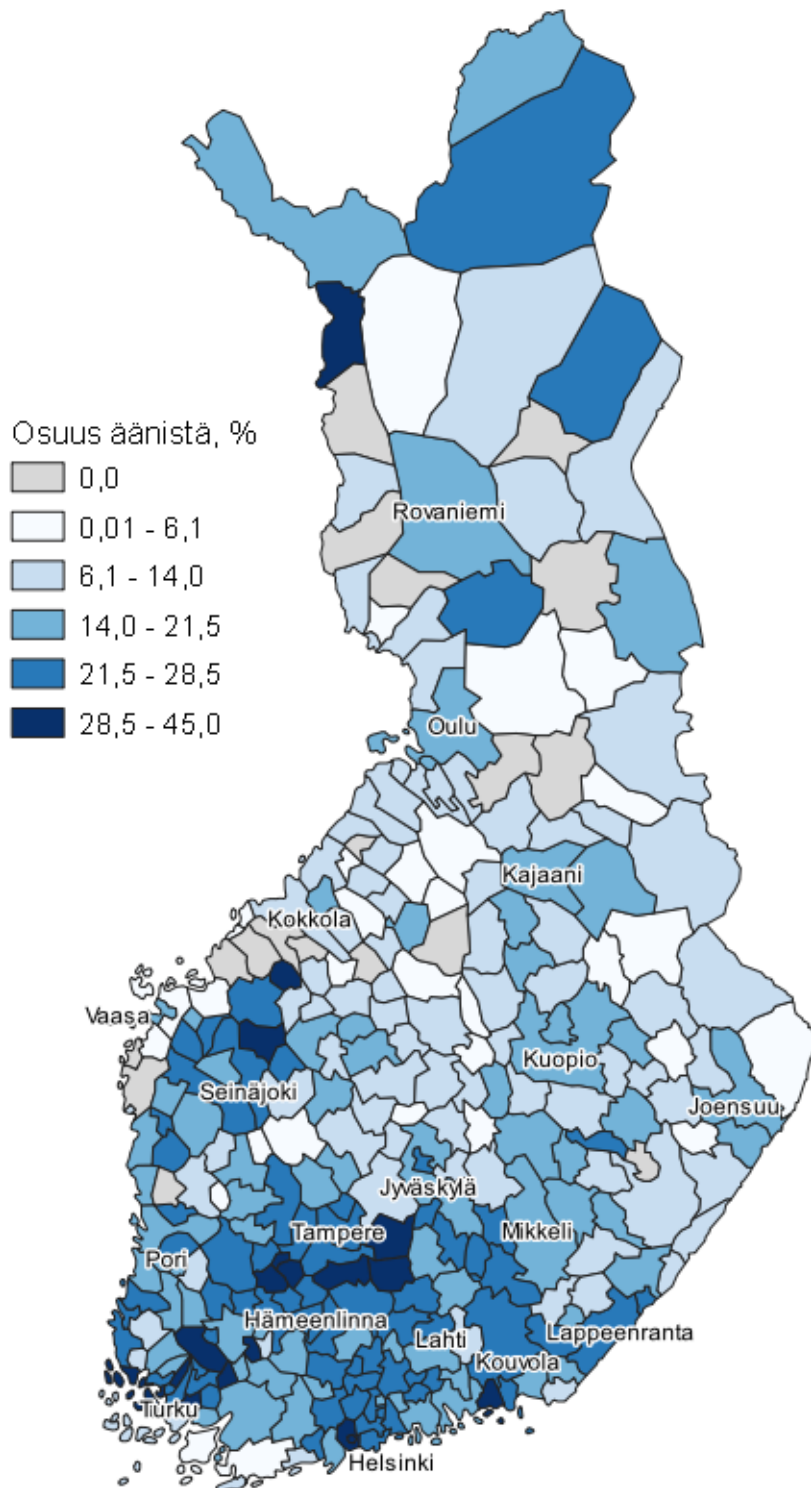 Osuus äänistä, %
0,0
0,01 - 6,1
6,1 - 14,0
14,0 - 21,5
21,5 - 28,5
28,5 - 45,0
Rovaniemi
Oulu
Kajaani
Kokkola
Vaasa
Kuopio
Seinäjoki
Joensuu
Jyväskylä
Tampere
Mikkeli
Pori
Hämeenlinna
Lahti
Lappeenranta
Kouvola
Turku
Helsinki